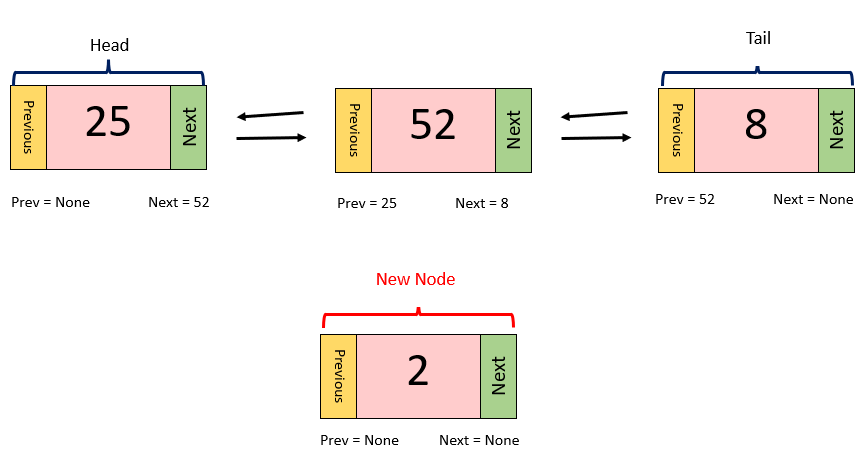 Head
Tail
Previous
25
Next
Previous
52
Next
Previous
8
Next
Prev = None
Next = 52
Prev = 25
Next = 8
Prev = 52
Next = None
New Node
Previous
2
Next
Prev = None
Next = None